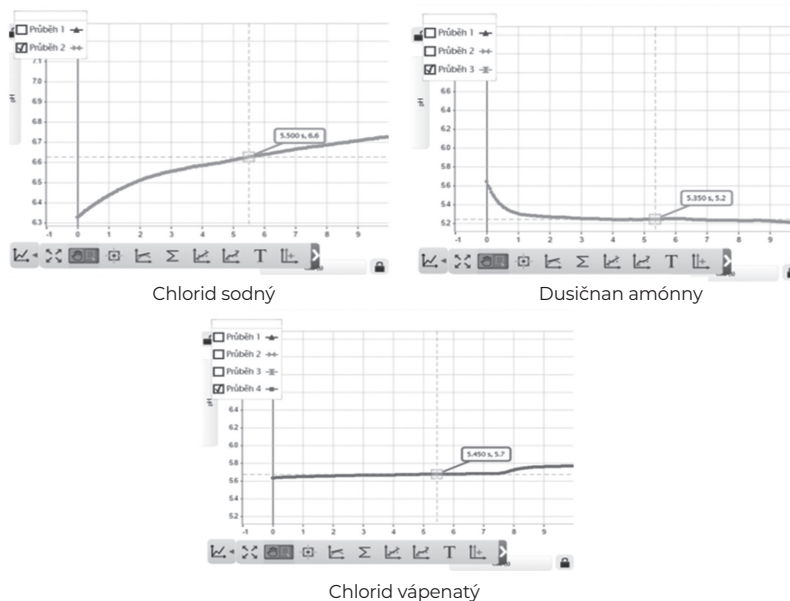 Průběh 1
Průběh 2
pH
7.1
7.0
6.9
6.8
6.7
6.6
6.5
6.4
6.3
5.500 s, 6.6
-1 0 1 2 3 4 5 6 7 8 9
Σ T
Chlorid sodný
Průběh 1
Průběh 2
Průběh 3
pH
6.6
6.4
6.2
6.0
5.8
5.6
5.4
5.2
5.350 s, 5.2
-1 0 1 2 3 4 5 6 7 8 9
Σ T
Dusičnan amónny
Průběh 1
Průběh 2
Průběh 3
Průběh 4
pH
6.4
6.2
6.0
5.8
5.6
5.4
5.2
5.450 s, 5.7
-1 0 1 2 3 4 5 6 7 8 9
Σ T
Chlorid vápenatý